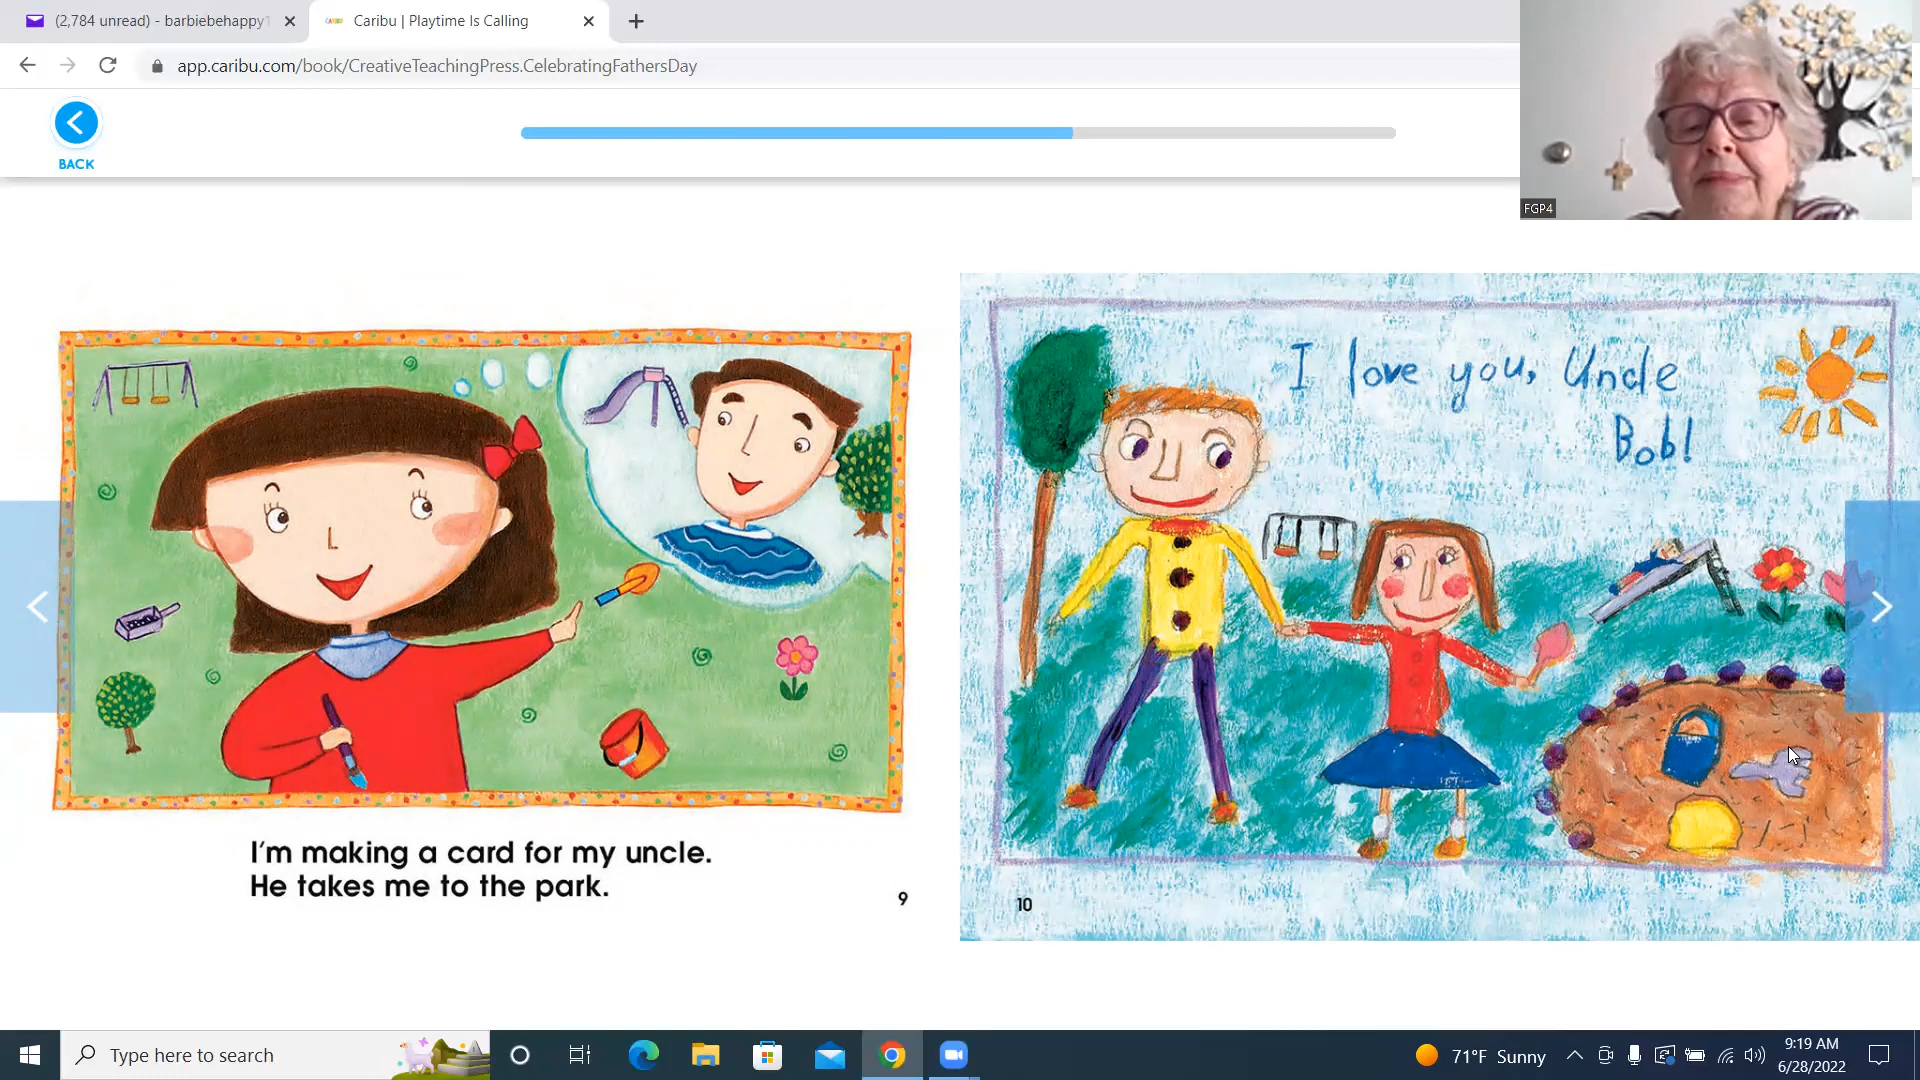 (2,784 unread) - barbiebehappy1
Caribu | Playtime Is Calling
app.caribu.com/book/CreativeTeachingPress.CelebratingFathersDay
BACK
FGP4
I love you, Uncle
Bob!
I'm making a card for my uncle.
He takes me to the park.
9
10
Type here to search
71°F Sunny
9:19 AM
6/28/2022